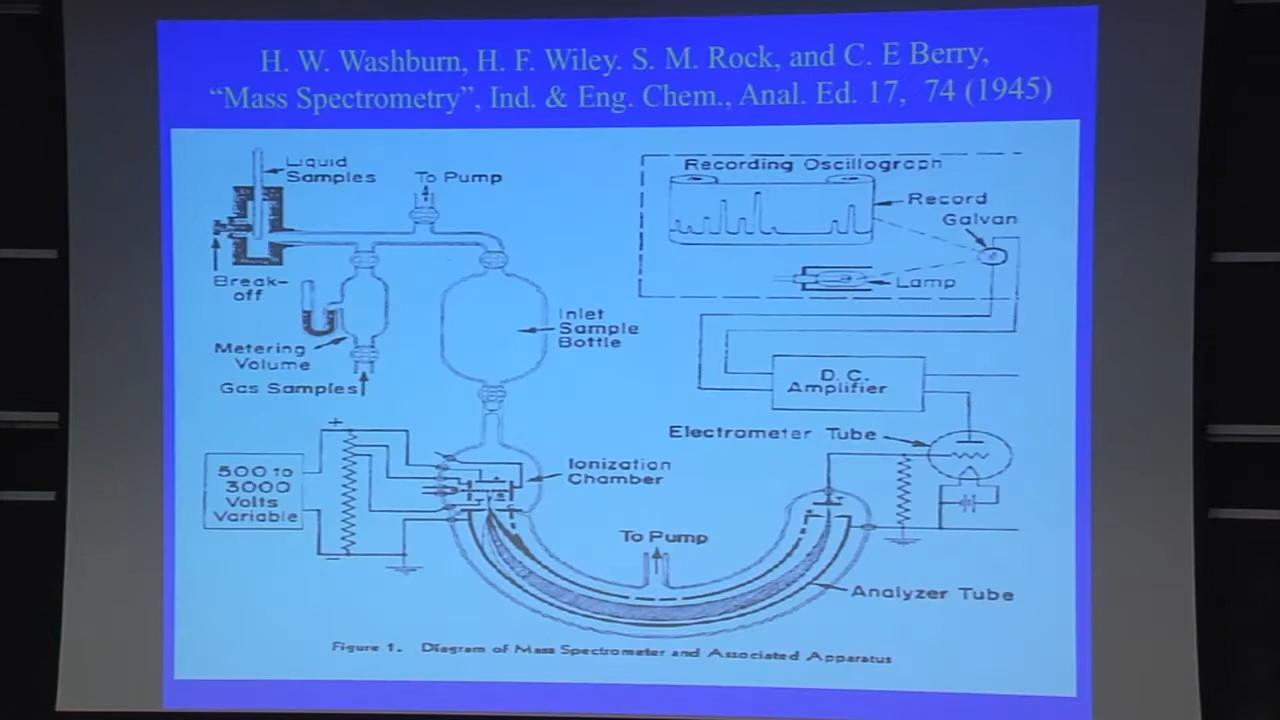 H. W. Washburn, H. F. Wiley. S. M. Rock, and C. E Berry,
“Mass Spectrometry”, Ind. & Eng. Chem., Anal. Ed. 17, 74 (1945)
Liquid
Samples
To Pump
Break-
off
Metering
Volume
Gas Samples
Inlet
Sample
Bottle
Recording Oscillograph
Record
Galvan
Lamp
D. C.
Amplifier
Electrometer Tube
+
500 to
3000
Volts
Variable
-
Ionization
Chamber
To Pump
Analyzer Tube
Figure 1. Diagram of Mass Spectrometer and Associated Apparatus